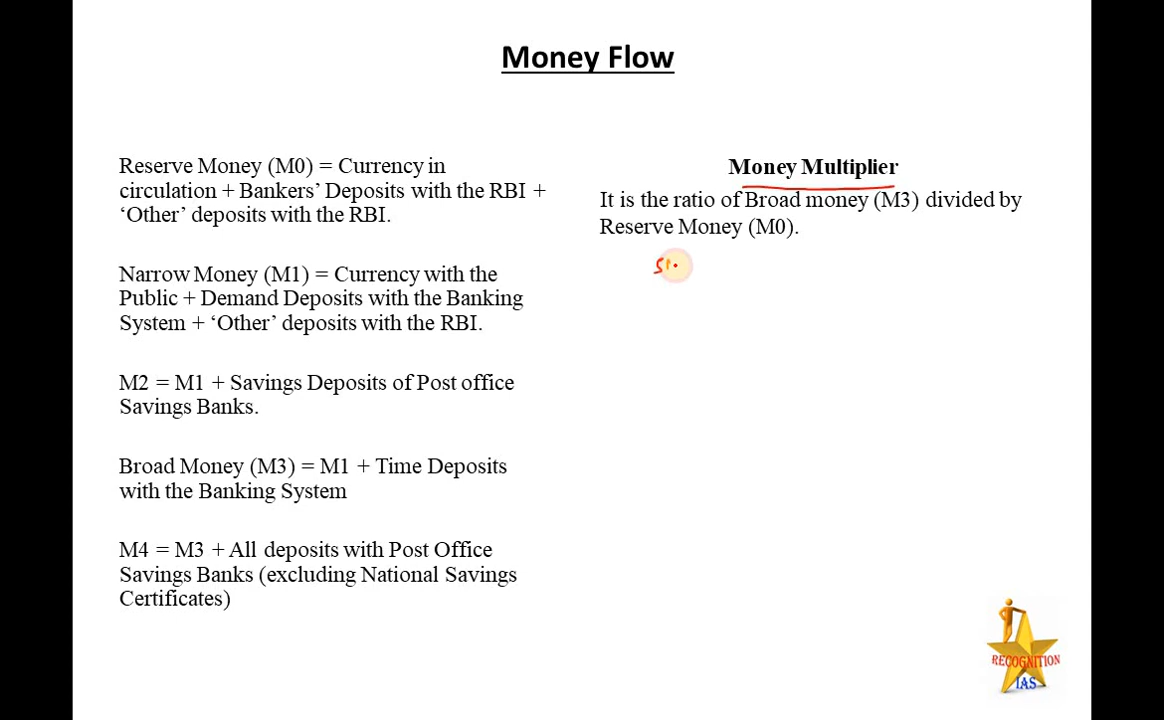 Money Flow
Reserve Money (M0) = Currency in
circulation + Bankers’ Deposits with the RBI +
‘Other’ deposits with the RBI.
Narrow Money (M1) = Currency with the
Public + Demand Deposits with the Banking
System + ‘Other’ deposits with the RBI.
M2 = M1 + Savings Deposits of Post office
Savings Banks.
Broad Money (M3) = M1 + Time Deposits
with the Banking System
M4 = M3 + All deposits with Post Office
Savings Banks (excluding National Savings
Certificates)
Money Multiplier
It is the ratio of Broad money (M3) divided by
Reserve Money (M0).
RECOGNITION
IAS